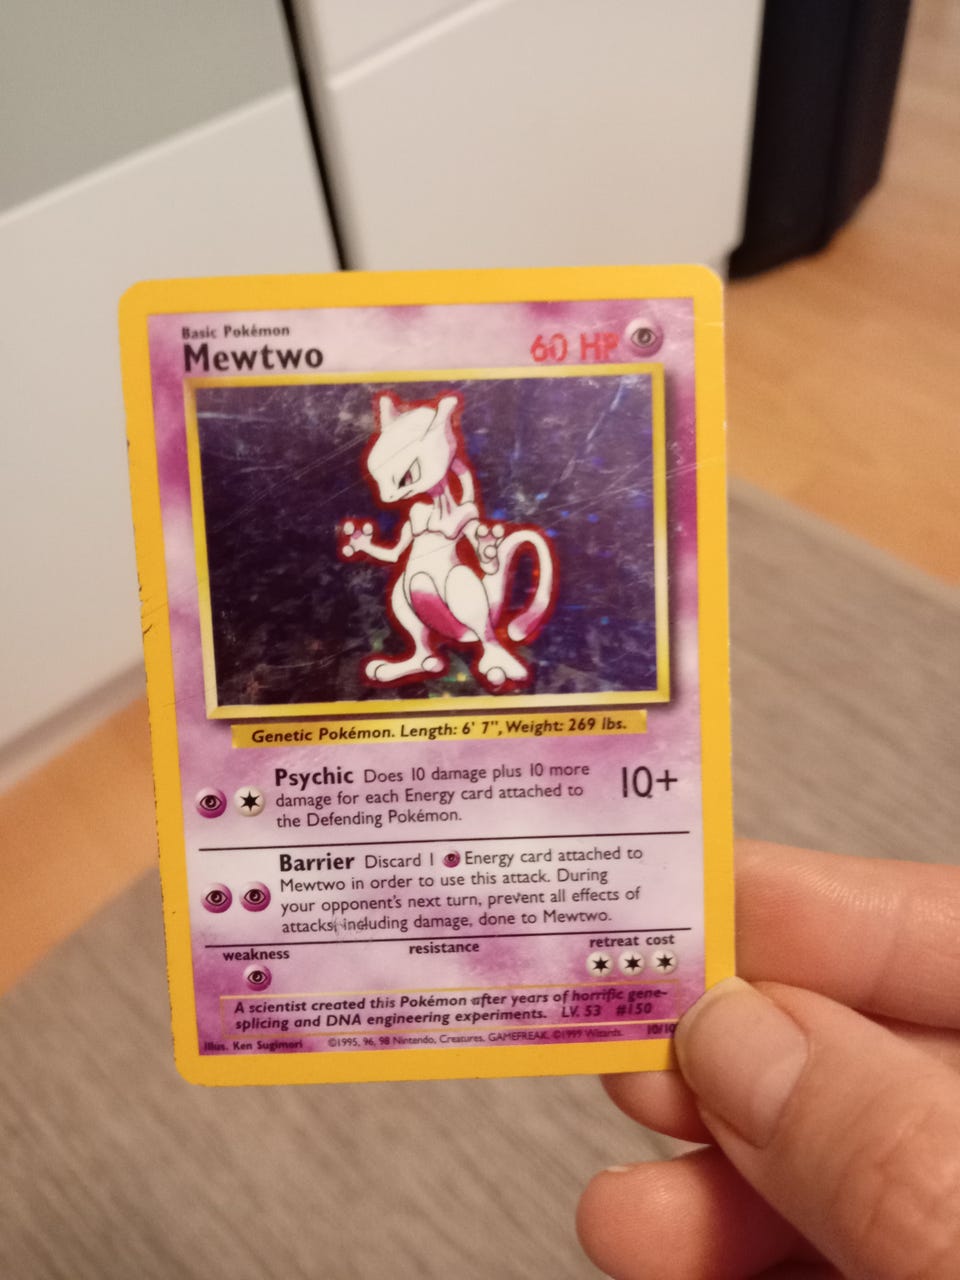 Basic Pokémon
Mewtwo
60 HP
Genetic Pokémon. Length: 6' 7", Weight: 269 lbs.
Psychic Does 10 damage plus 10 more
damage for each Energy card attached to
the Defending Pokémon.
10+
Barrier Discard 1 Energy card attached to
Mewtwo in order to use this attack. During
your opponent's next turn, prevent all effects of
attacks, including damage, done to Mewtwo.
weakness
resistance
retreat cost
A scientist created this Pokémon after years of horrific gene-
splicing and DNA engineering experiments. LV. 53 #150
Illus. Ken Sugimori ©1995, 96, 98 Nintendo, Creatures, GAMEFREAK. ©1999 Wizards. 10/10